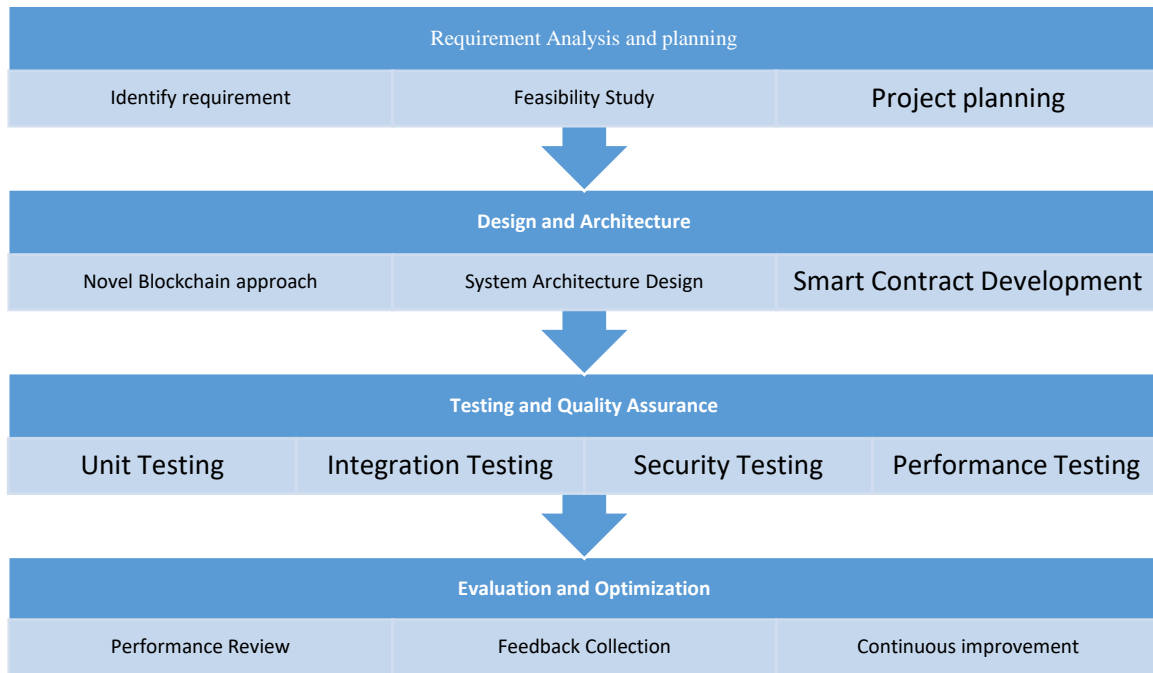 Requirement Analysis and planning
Identify requirement
Feasibility Study
Project planning
Design and Architecture
Novel Blockchain approach
System Architecture Design
Smart Contract Development
Testing and Quality Assurance
Unit Testing
Integration Testing
Security Testing
Performance Testing
Evaluation and Optimization
Performance Review
Feedback Collection
Continuous improvement